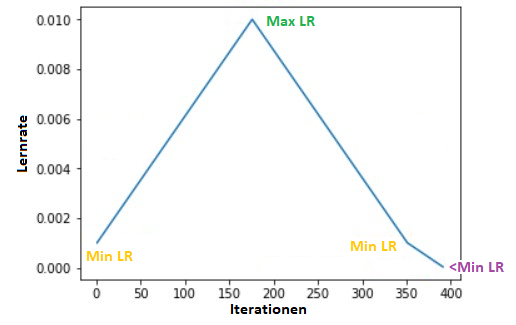 0.010
Max LR
0.008
0.006
0.004
0.002
0.000
Lernrate
Min LR
Min LR
<Min LR
0 50 100 150 200 250 300 350 400
Iterationen